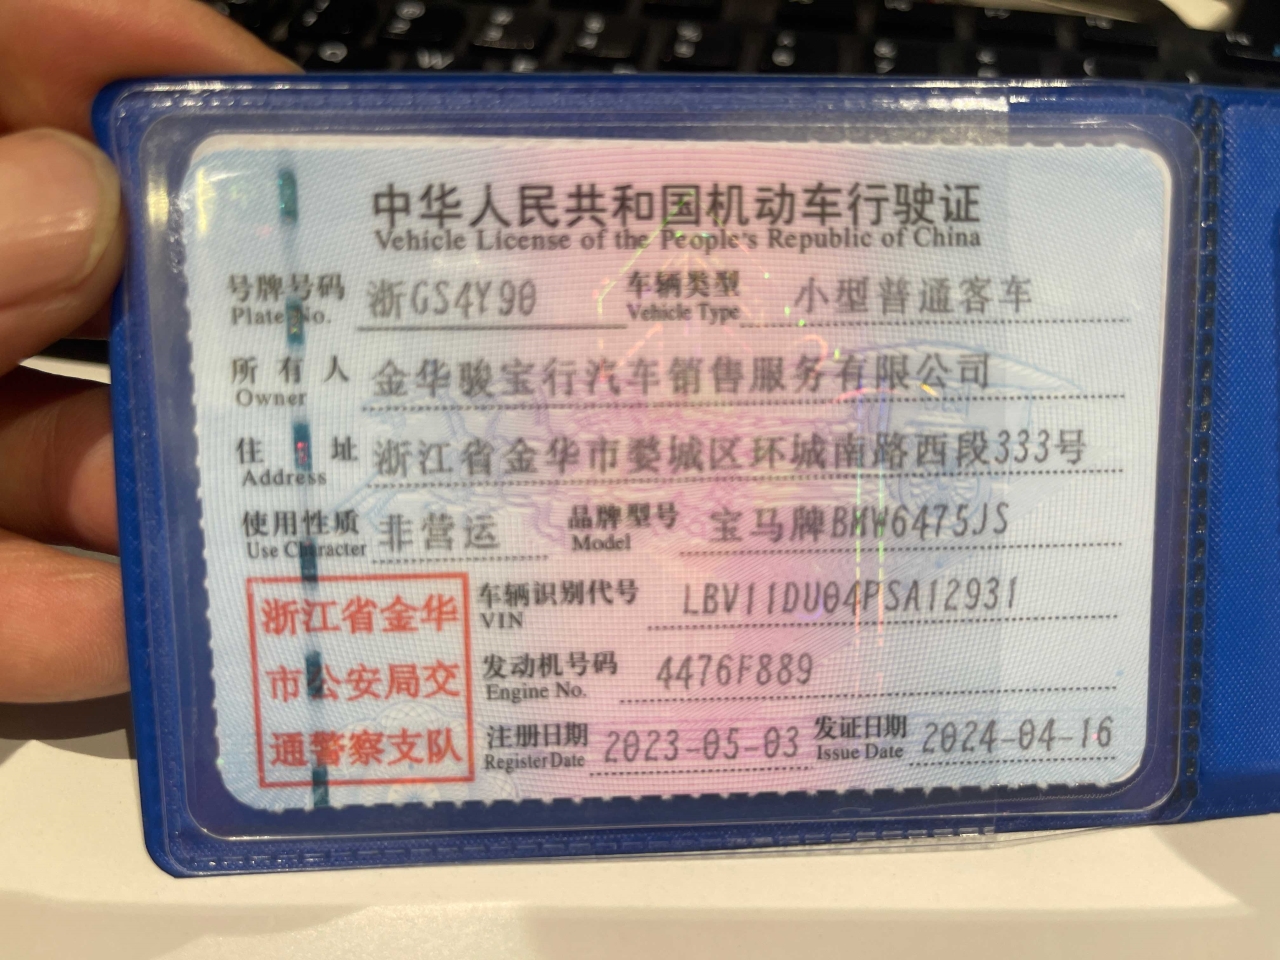 中华人民共和国机动车行驶证
Vehicle License of the People's Republic of China
号牌号码 浙GS4Y90 车辆类型 小型普通客车
Plate No. Vehicle Type
所有人 金华骏宝行汽车销售服务有限公司
Owner
住址 浙江省金华市婺城区环城南路西段333号
Address
使用性质 非营运 品牌型号 宝马牌BMW6475JS
Use Character Model
浙江省金华
市公安局交
通警察支队
车辆识别代号 LBV11DU04PSA12931
VIN
发动机号码 4476F889
Engine No.
注册日期 2023-05-03 发证日期 2024-04-16
Register Date Issue Date